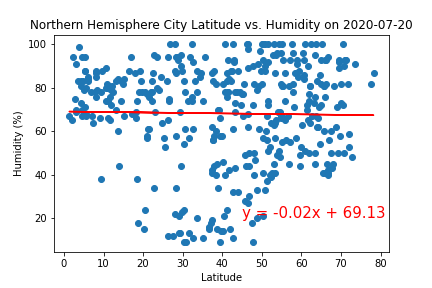 Northern Hemisphere City Latitude vs. Humidity on 2020-07-20
100
80
60
40
20
Humidity (%)
y = -0.02x + 69.13
0 10 20 30 40 50 60 70 80
Latitude